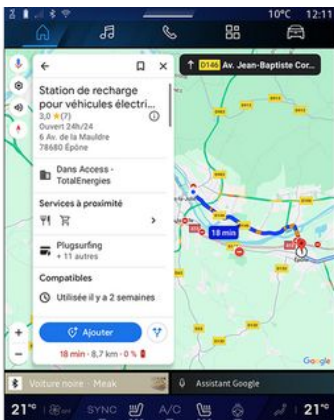 10°C 12:11
D146 Av. Jean-Baptiste Cor...
Station de recharge
pour véhicules électri...
3,0 ★ (7)
Ouvert 24h/24
6 Av. de la Mauldre
78680 Épône
Dans Access -
TotalEnergies
Services à proximité
Plugsurfing
+ 11 autres
Compatibles
Utilisée il y a 2 semaines
Ajouter
18 min · 8,7 km · 0 %
18 min
Épône
Google
Voiture noire · Meak
Assistant Google
21°C
SYNC
A/C
21°C